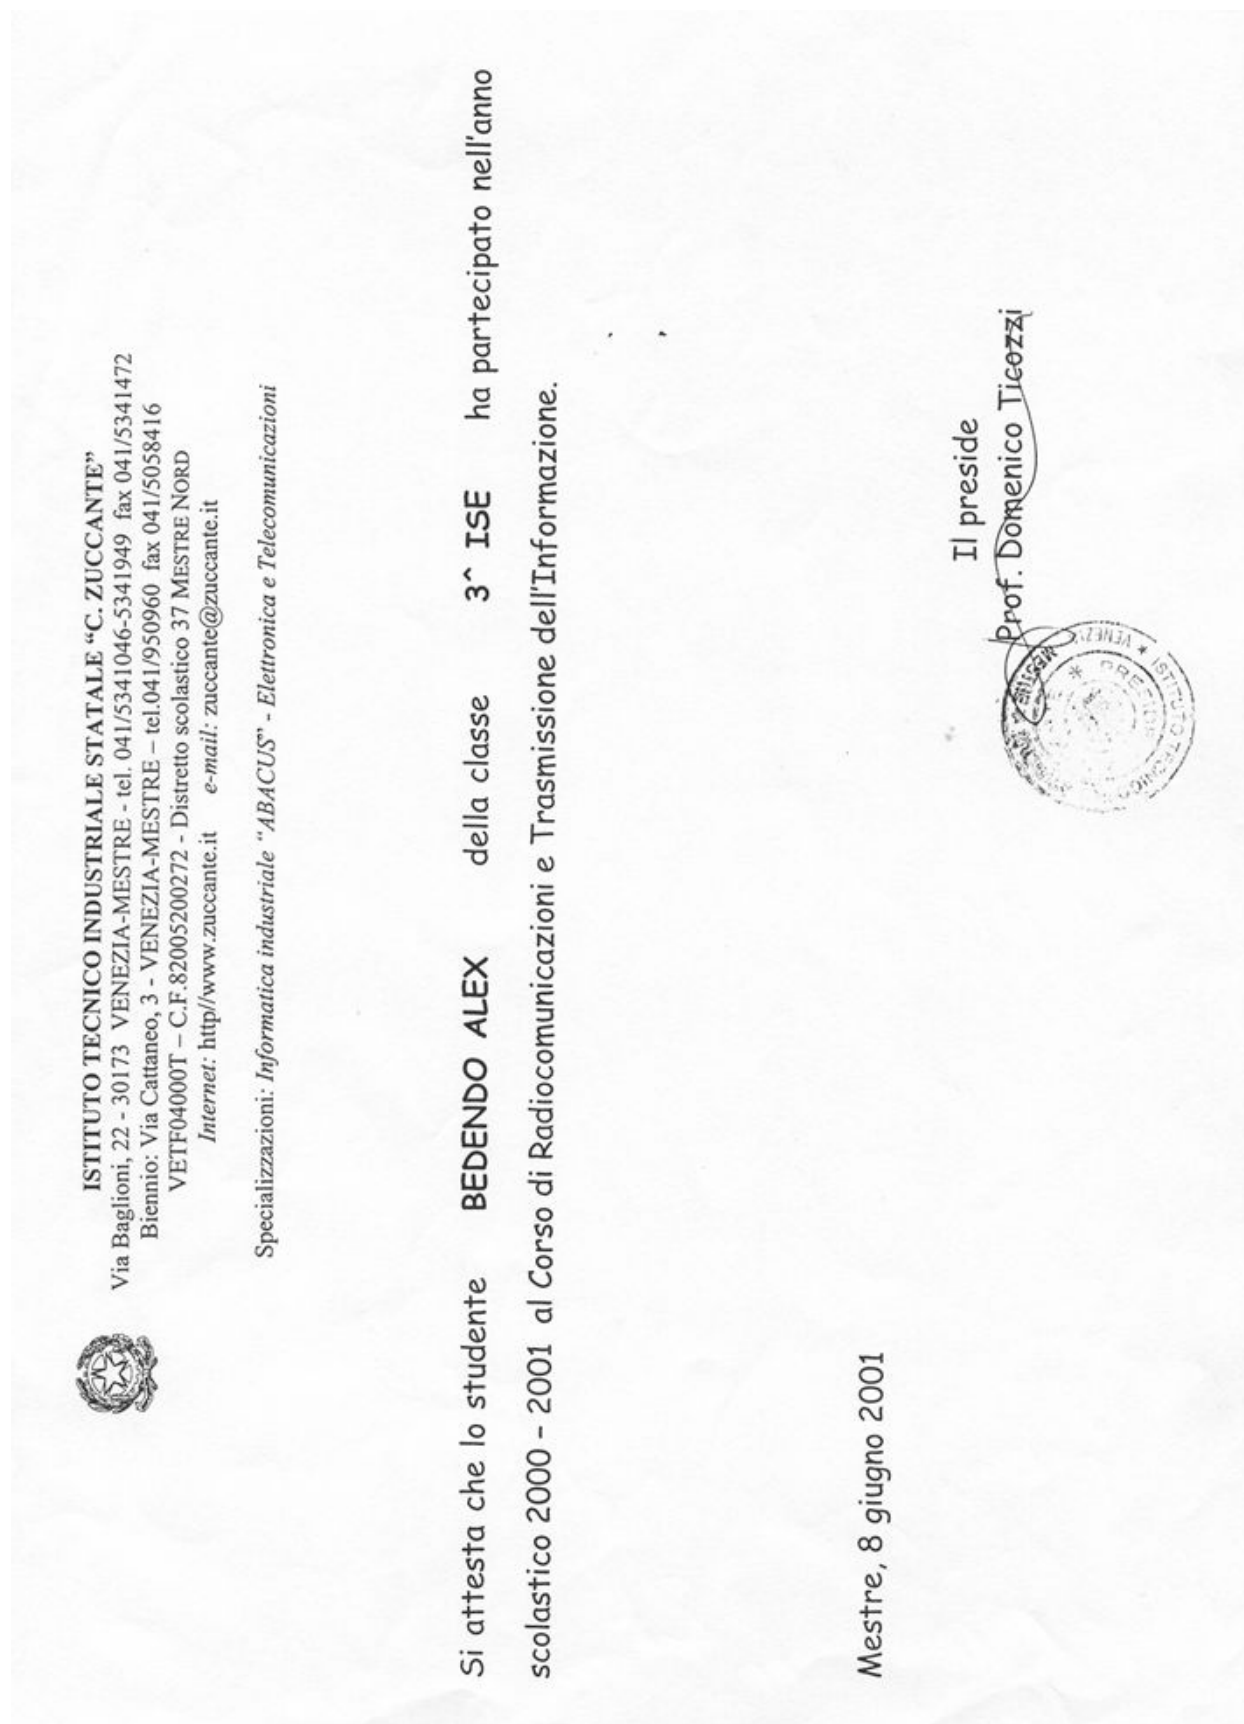 ISTITUTO TECNICO INDUSTRIALE STATALE “C. ZUCCANTE”
Via Baglioni, 22 - 30173 VENEZIA-MESTRE - tel. 041/5341046-5341949 fax 041/5341472
Biennio: Via Cattaneo, 3 - VENEZIA-MESTRE – tel.041/950960 fax 041/5058416
VETF04000T – C.F.82005200272 - Distretto scolastico 37 MESTRE NORD
Internet: http//www.zuccante.it e-mail: zuccante@zuccante.it
Specializzazioni: Informatica industriale “ABACUS” - Elettronica e Telecomunicazioni
Si attesta che lo studente BEDENDO ALEX della classe 3^ ISE ha partecipato nell'anno
scolastico 2000 – 2001 al Corso di Radiocomunicazioni e Trasmissione dell'Informazione.
Mestre, 8 giugno 2001
Il preside
Prof. Domenico Ticozzi
ISTITUTO TECNICO
MESTRE
VENEZIA
PRESIDE